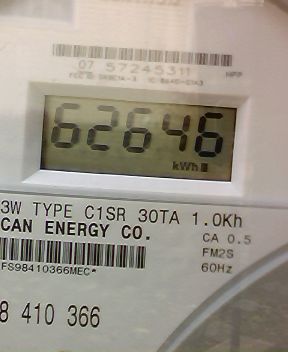 07 57245311 HPP
62646
kWh
3W TYPE C1SR 30TA 1.0Kh
CAN ENERGY CO. CA 0.5
FM2S
FS98410366MEC* 60Hz
8 410 366